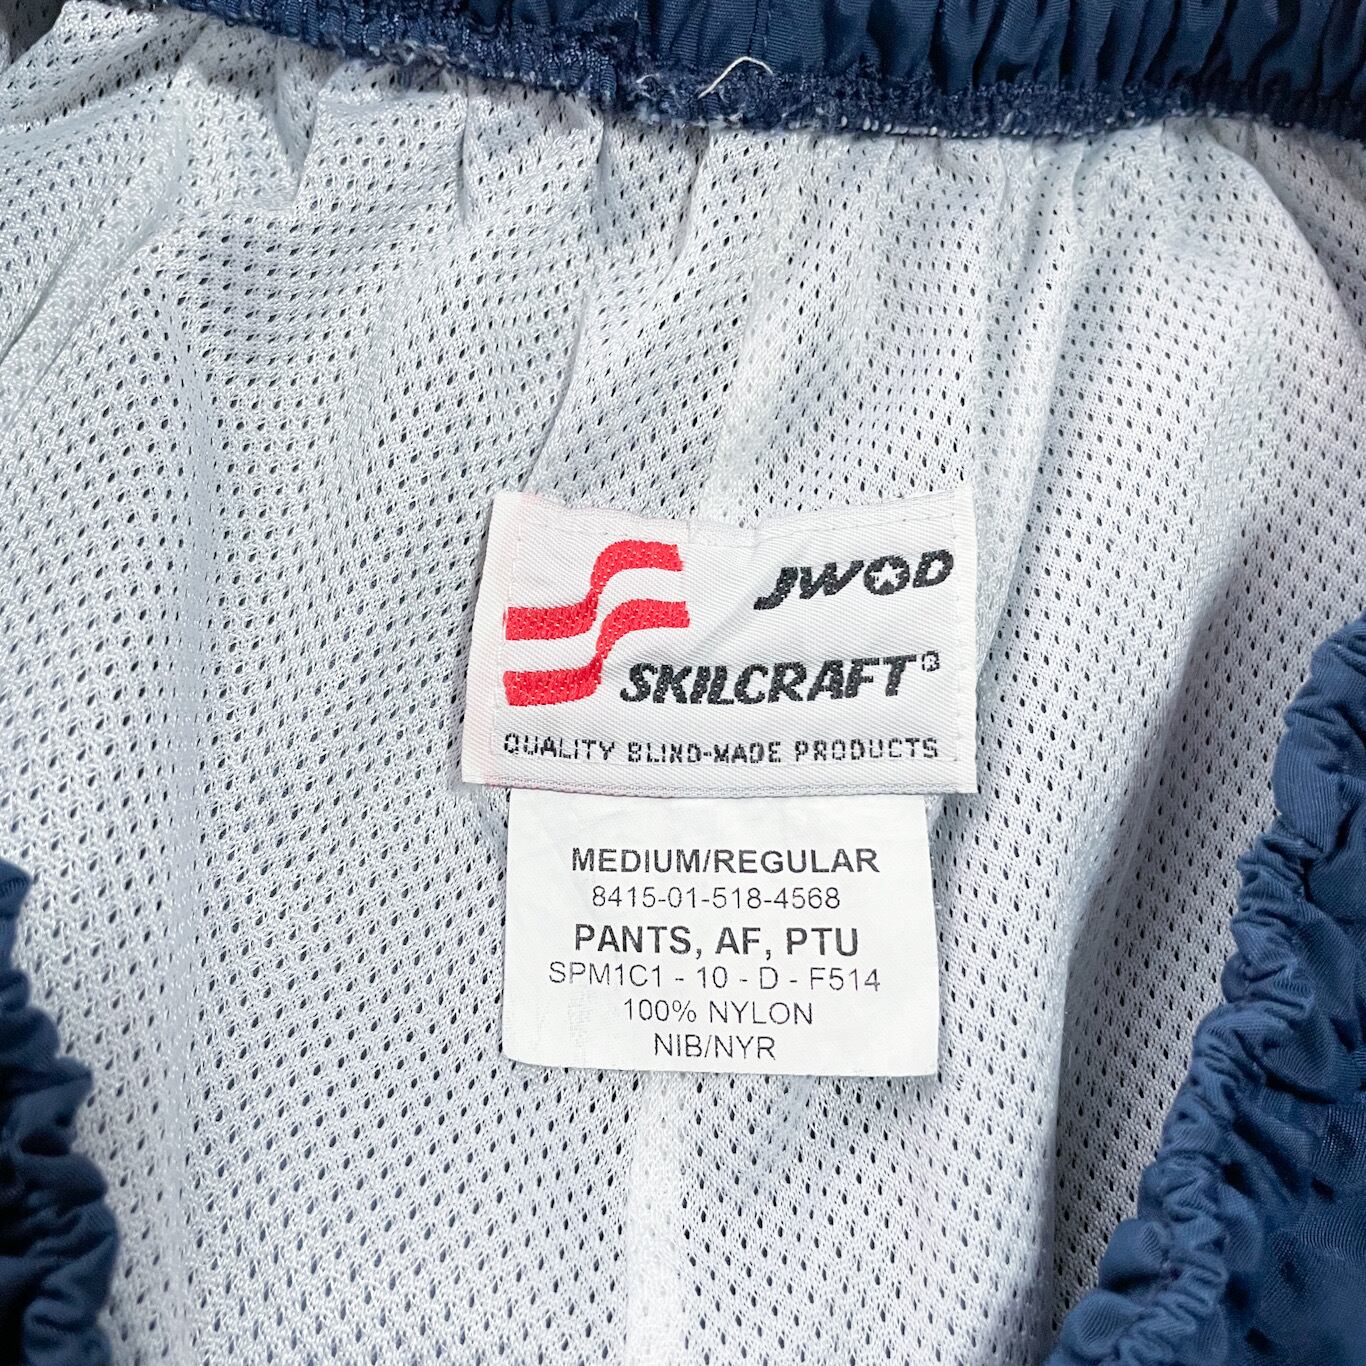 JWOD
SKILCRAFT®
QUALITY BLIND-MADE PRODUCTS
MEDIUM/REGULAR
8415-01-518-4568
PANTS, AF, PTU
SPM1C1 - 10 - D - F514
100% NYLON
NIB/NYR